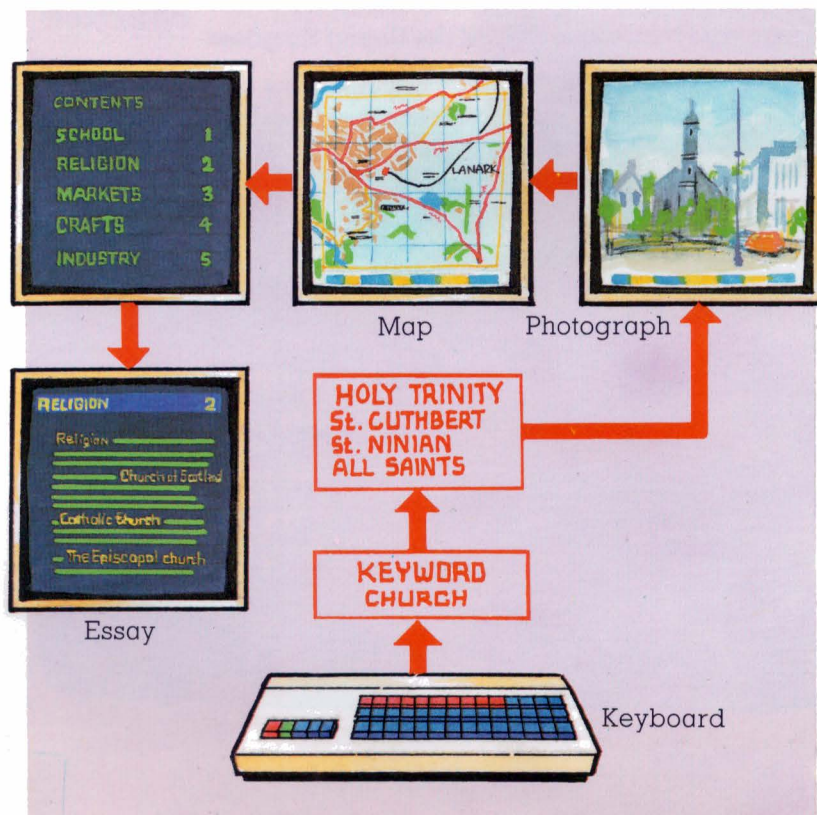 CONTENTS
SCHOOL 1
RELIGION 2
MARKETS 3
CRAFTS 4
INDUSTRY 5
LANARK
Map
Photograph
RELIGION 2
Religion
Church of Scotland
Catholic Church
The Episcopal church
Essay
HOLY TRINITY
St. CUTHBERT
St. NINIAN
ALL SAINTS
KEYWORD
CHURCH
Keyboard